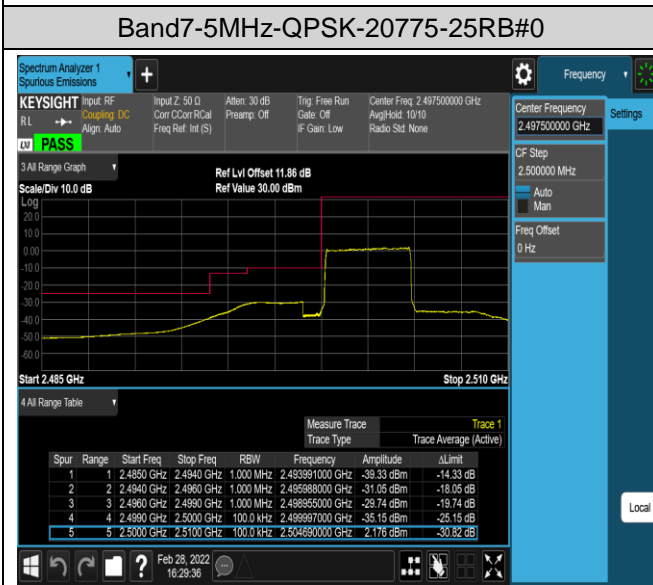 Band7-5MHz-QPSK-20775-25RB#0
Spectrum Analyzer 1
Spurious Emissions
Frequency
KEYSIGHT Input: RF Input Z: 50 Ω Atten: 30 dB Trig: Free Run Center Freq: 2.497500000 GHz
RL Coupling: DC Corr CCorr RCal Preamp: Off Gate: Off Avg|Hold: 10/10
Align: Auto Freq Ref: Int (S) IF Gain: Low Radio Std: None
LXI PASS
Center Frequency
2.497500000 GHz
Settings
CF Step
2.500000 MHz
Auto
Man
Freq Offset
0 Hz
3 All Range Graph
Ref Lvl Offset 11.86 dB
Scale/Div 10.0 dB Ref Value 30.00 dBm
Log
20.0
10.0
0.00
-10.0
-20.0
-30.0
-40.0
-50.0
-60.0
Start 2.485 GHz Stop 2.510 GHz
4 All Range Table
Measure Trace Trace 1
Trace Type Trace Average (Active)
Spur Range Start Freq Stop Freq RBW Frequency Amplitude ΔLimit
1 1 2.4850 GHz 2.4940 GHz 1.000 MHz 2.493991000 GHz -39.33 dBm -14.33 dB
2 2 2.4940 GHz 2.4960 GHz 1.000 MHz 2.495988000 GHz -31.05 dBm -18.05 dB
3 3 2.4960 GHz 2.4990 GHz 1.000 MHz 2.498955000 GHz -29.74 dBm -19.74 dB
4 4 2.4990 GHz 2.5000 GHz 100.0 kHz 2.499997000 GHz -35.15 dBm -25.15 dB
5 5 2.5000 GHz 2.5100 GHz 100.0 kHz 2.504690000 GHz 2.176 dBm -30.82 dB
Local
Feb 28, 2022
16:29:36